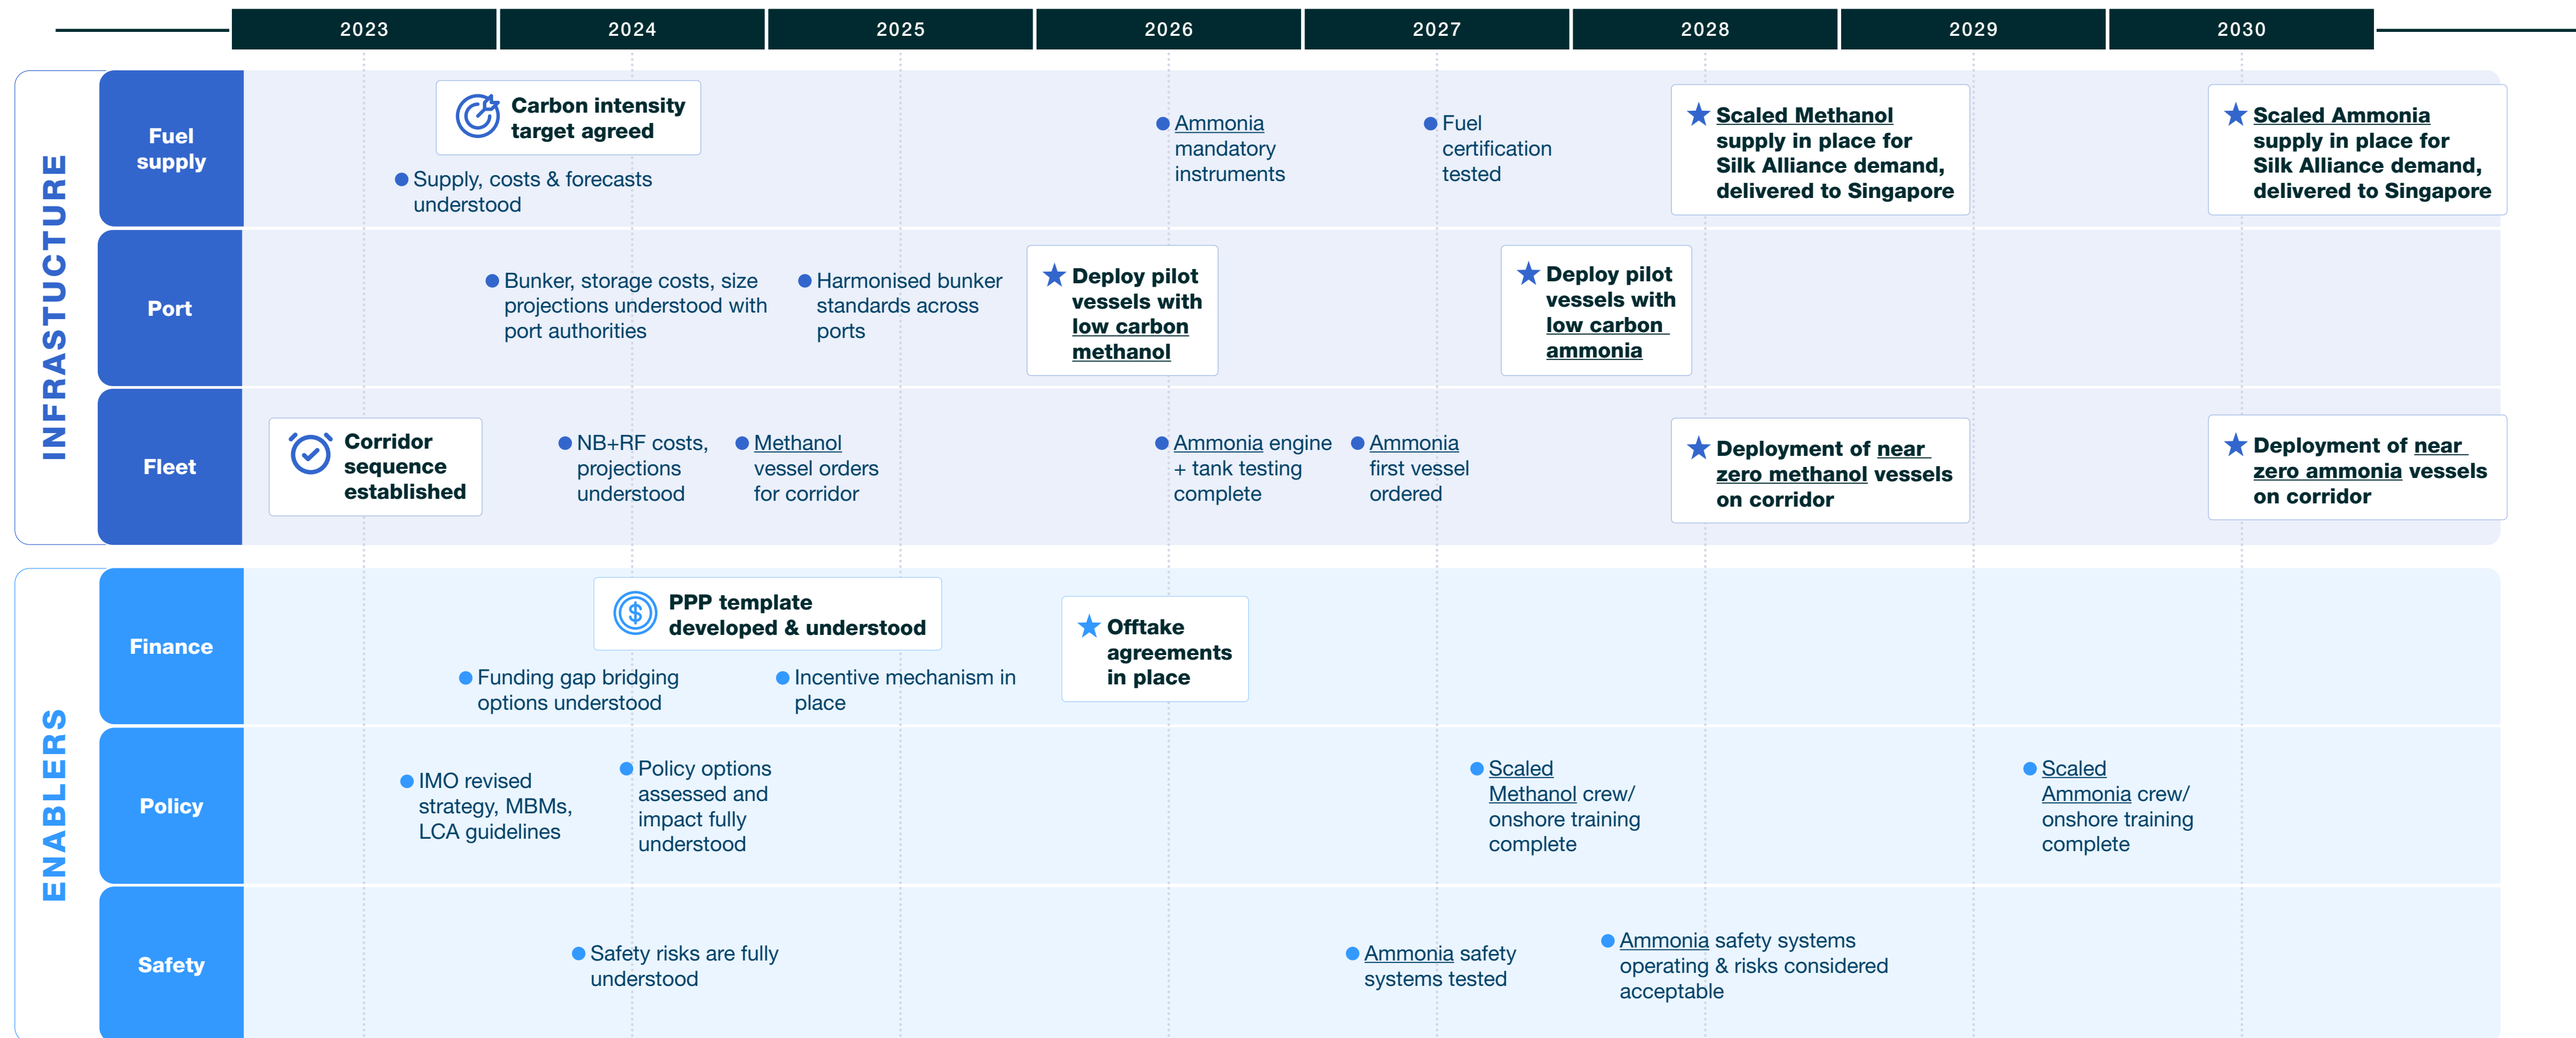 2023 2024 2025 2026 2027 2028 2029 2030
INFRASTUCTURE
Fuel
supply
Carbon intensity
target agreed
Supply, costs & forecasts
understood
Ammonia
mandatory
instruments
Fuel
certification
tested
Scaled Methanol
supply in place for
Silk Alliance demand,
delivered to Singapore
Scaled Ammonia
supply in place for
Silk Alliance demand,
delivered to Singapore
Port
Bunker, storage costs, size
projections understood with
port authorities
Harmonised bunker
standards across
ports
Deploy pilot
vessels with
low carbon
methanol
Deploy pilot
vessels with
low carbon
ammonia
Fleet
Corridor
sequence
established
NB+RF costs,
projections
understood
Methanol
vessel orders
for corridor
Ammonia engine
+ tank testing
complete
Ammonia
first vessel
ordered
Deployment of near
zero methanol vessels
on corridor
Deployment of near
zero ammonia vessels
on corridor
ENABLERS
Finance
PPP template
developed & understood
Funding gap bridging
options understood
Incentive mechanism in
place
Offtake
agreements
in place
Policy
IMO revised
strategy, MBMs,
LCA guidelines
Policy options
assessed and
impact fully
understood
Scaled
Methanol crew/
onshore training
complete
Scaled
Ammonia crew/
onshore training
complete
Safety
Safety risks are fully
understood
Ammonia safety
systems tested
Ammonia safety systems
operating & risks considered
acceptable